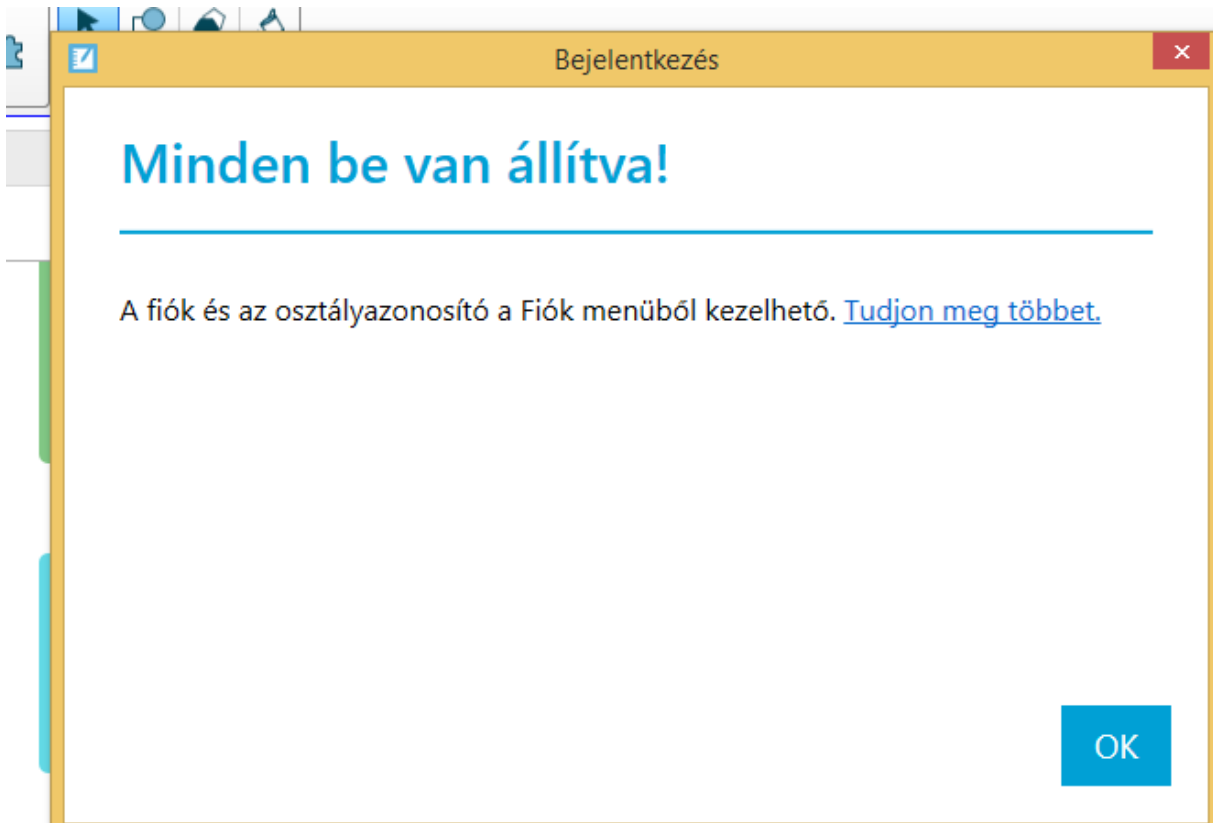 Bejelentkezés
Minden be van állítva!
A fiók és az osztályazonosító a Fiók menüből kezelhető. Tudjon meg többet.
OK